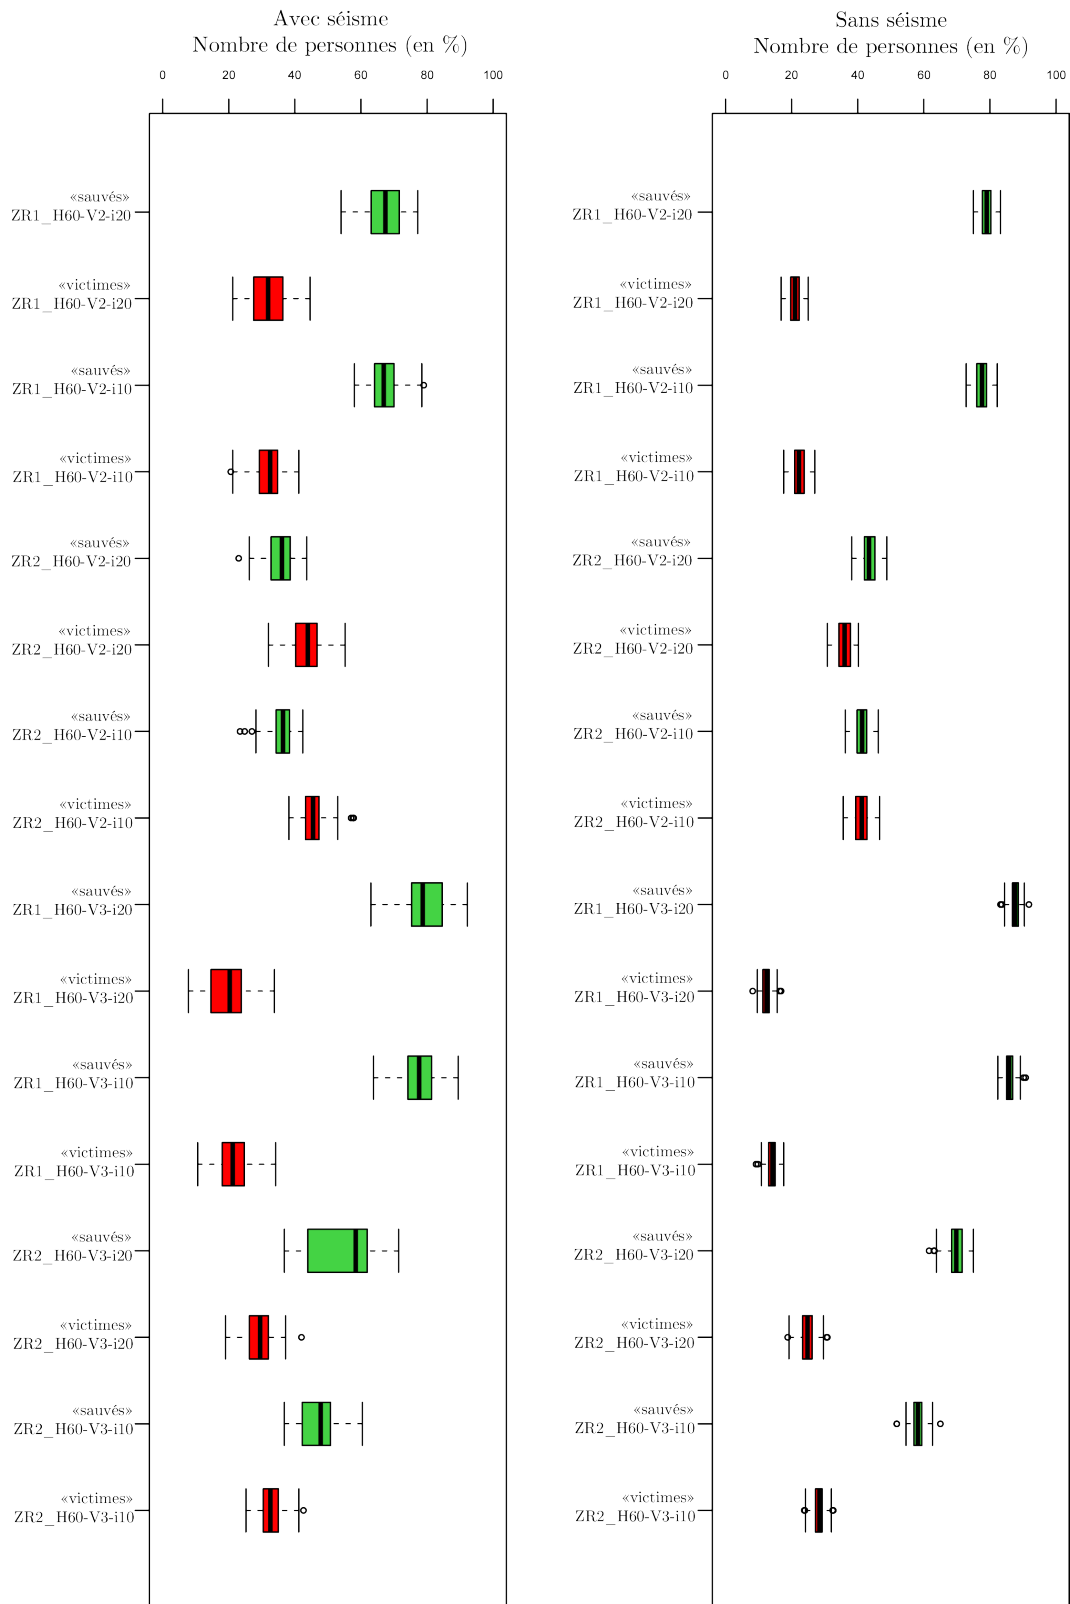 Avec séisme
Nombre de personnes (en %)
0 20 40 60 80 100
«sauvés»
ZR1_H60-V2-i20
«victimes»
ZR1_H60-V2-i20
«sauvés»
ZR1_H60-V2-i10
«victimes»
ZR1_H60-V2-i10
«sauvés»
ZR2_H60-V2-i20
«victimes»
ZR2_H60-V2-i20
«sauvés»
ZR2_H60-V2-i10
«victimes»
ZR2_H60-V2-i10
«sauvés»
ZR1_H60-V3-i20
«victimes»
ZR1_H60-V3-i20
«sauvés»
ZR1_H60-V3-i10
«victimes»
ZR1_H60-V3-i10
«sauvés»
ZR2_H60-V3-i20
«victimes»
ZR2_H60-V3-i20
«sauvés»
ZR2_H60-V3-i10
«victimes»
ZR2_H60-V3-i10
Sans séisme
Nombre de personnes (en %)
0 20 40 60 80 100
«sauvés»
ZR1_H60-V2-i20
«victimes»
ZR1_H60-V2-i20
«sauvés»
ZR1_H60-V2-i10
«victimes»
ZR1_H60-V2-i10
«sauvés»
ZR2_H60-V2-i20
«victimes»
ZR2_H60-V2-i20
«sauvés»
ZR2_H60-V2-i10
«victimes»
ZR2_H60-V2-i10
«sauvés»
ZR1_H60-V3-i20
«victimes»
ZR1_H60-V3-i20
«sauvés»
ZR1_H60-V3-i10
«victimes»
ZR1_H60-V3-i10
«sauvés»
ZR2_H60-V3-i20
«victimes»
ZR2_H60-V3-i20
«sauvés»
ZR2_H60-V3-i10
«victimes»
ZR2_H60-V3-i10